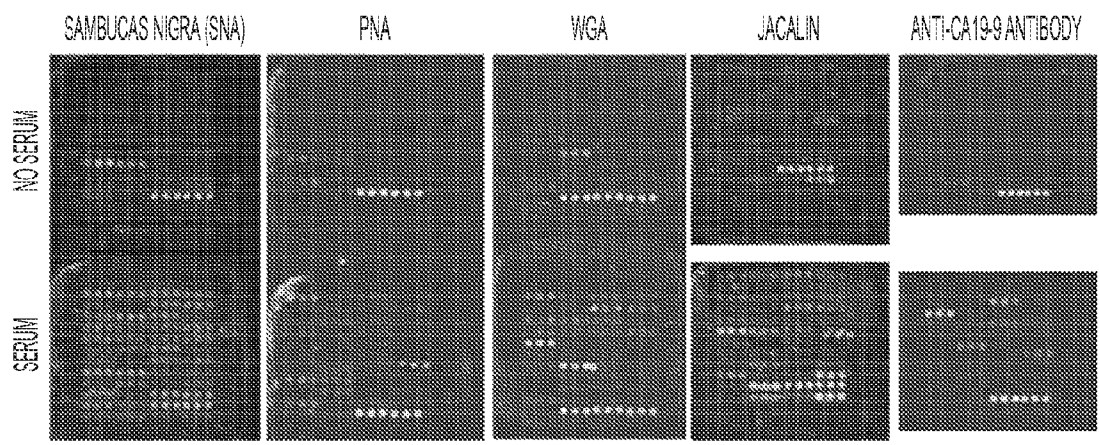 SAMBUCAS NIGRA (SNA) PNA WGA JACALIN ANTI-CA19-9 ANTIBODY
NO SERUM
SERUM